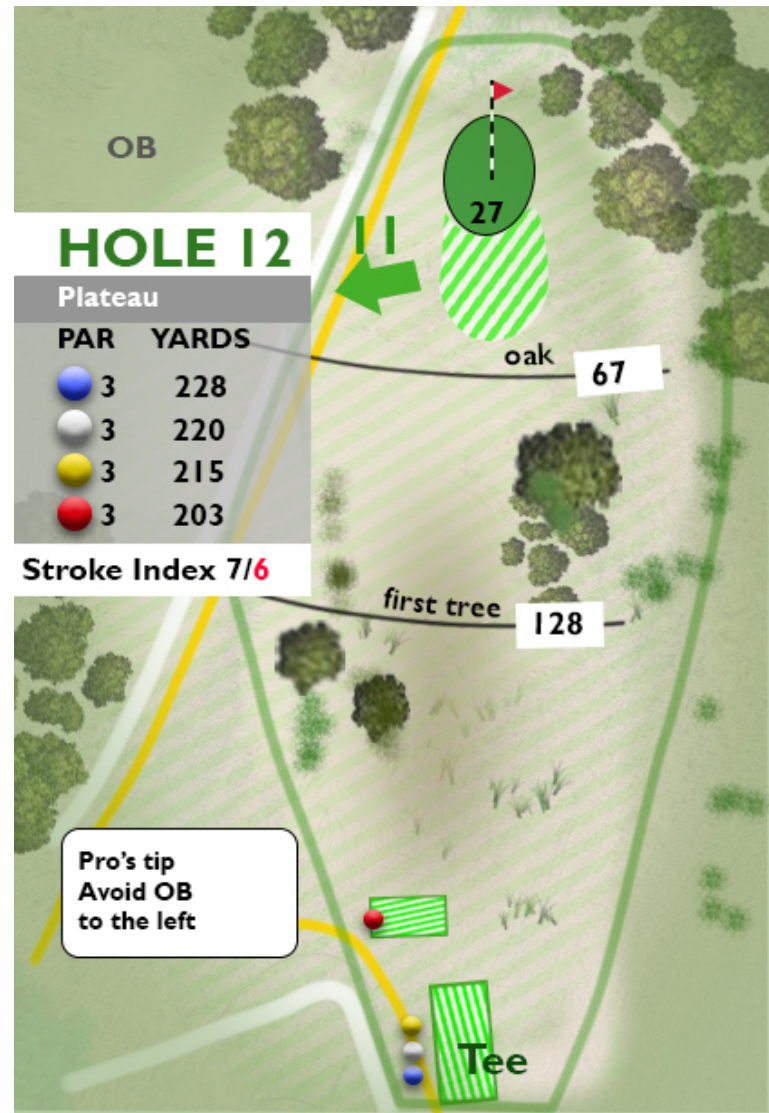 OB
27
HOLE 12
11
Plateau
PAR YARDS
3 228
3 220
3 215
3 203
Stroke Index 7/6
oak 67
first tree 128
Pro's tip
Avoid OB
to the left
Tee